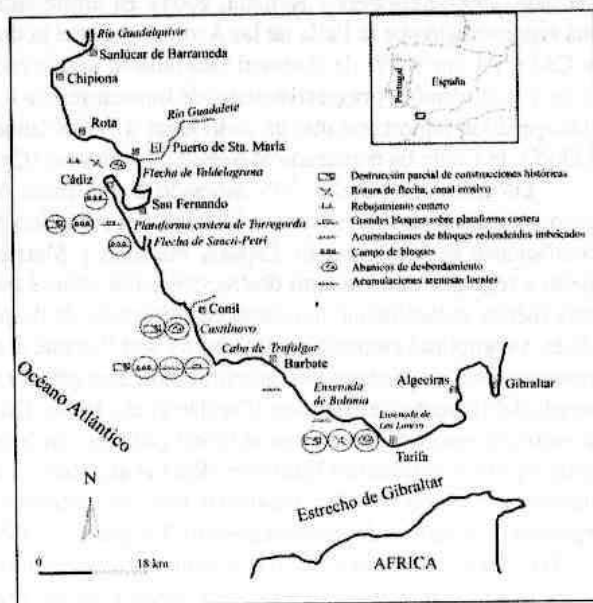 Río Guadalquivir
Sanlúcar de Barrameda
Chipiona
Rota
Río Guadalete
El Puerto de Sta. María
Flecha de Valdelagrana
Cádiz
San Fernando
Plataforma costera de Torregorda
Flecha de Sancti-Petri
Conil
Castilnovo
Cabo de Trafalgar
Barbate
Ensenada de Bolonia
Ensenada de Los Lances
Tarifa
Algeciras
Gibraltar
Océano Atlántico
Estrecho de Gibraltar
AFRICA
N
0 18 km
Portugal
España
Destrucción parcial de construcciones históricas
Rotura de flecha, canal erosivo
Rebajamiento costero
Grandes bloques sobre plataforma costera
Acumulaciones de bloques redondeados imbricados
Campo de bloques
Abanicos de desbordamiento
Acumulaciones arenosas locales